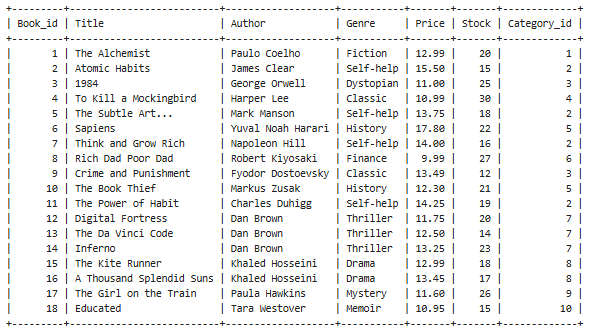 +---------+-------------------------+-------------------+-----------+-------+-------+-------------+
| Book_id | Title                   | Author            | Genre     | Price | Stock | Category_id |
+---------+-------------------------+-------------------+-----------+-------+-------+-------------+
|       1 | The Alchemist           | Paulo Coelho      | Fiction   | 12.99 |    20 |           1 |
|       2 | Atomic Habits           | James Clear       | Self-help | 15.50 |    15 |           2 |
|       3 | 1984                    | George Orwell     | Dystopian | 11.00 |    25 |           3 |
|       4 | To Kill a Mockingbird   | Harper Lee        | Classic   | 10.99 |    30 |           4 |
|       5 | The Subtle Art...       | Mark Manson       | Self-help | 13.75 |    18 |           2 |
|       6 | Sapiens                 | Yuval Noah Harari | History   | 17.80 |    22 |           5 |
|       7 | Think and Grow Rich     | Napoleon Hill     | Self-help | 14.00 |    16 |           2 |
|       8 | Rich Dad Poor Dad       | Robert Kiyosaki   | Finance   |  9.99 |    27 |           6 |
|       9 | Crime and Punishment    | Fyodor Dostoevsky | Classic   | 13.49 |    12 |           3 |
|      10 | The Book Thief          | Markus Zusak      | History   | 12.30 |    21 |           5 |
|      11 | The Power of Habit      | Charles Duhigg    | Self-help | 14.25 |    19 |           2 |
|      12 | Digital Fortress        | Dan Brown         | Thriller  | 11.75 |    20 |           7 |
|      13 | The Da Vinci Code       | Dan Brown         | Thriller  | 12.50 |    14 |           7 |
|      14 | Inferno                 | Dan Brown         | Thriller  | 13.25 |    23 |           7 |
|      15 | The Kite Runner         | Khaled Hosseini   | Drama     | 12.99 |    18 |           8 |
|      16 | A Thousand Splendid Suns | Khaled Hosseini   | Drama     | 13.45 |    17 |           8 |
|      17 | The Girl on the Train   | Paula Hawkins     | Mystery   | 11.60 |    26 |           9 |
|      18 | Educated                | Tara Westover     | Memoir    | 10.95 |    15 |          10 |
+---------+-------------------------+-------------------+-----------+-------+-------+-------------+